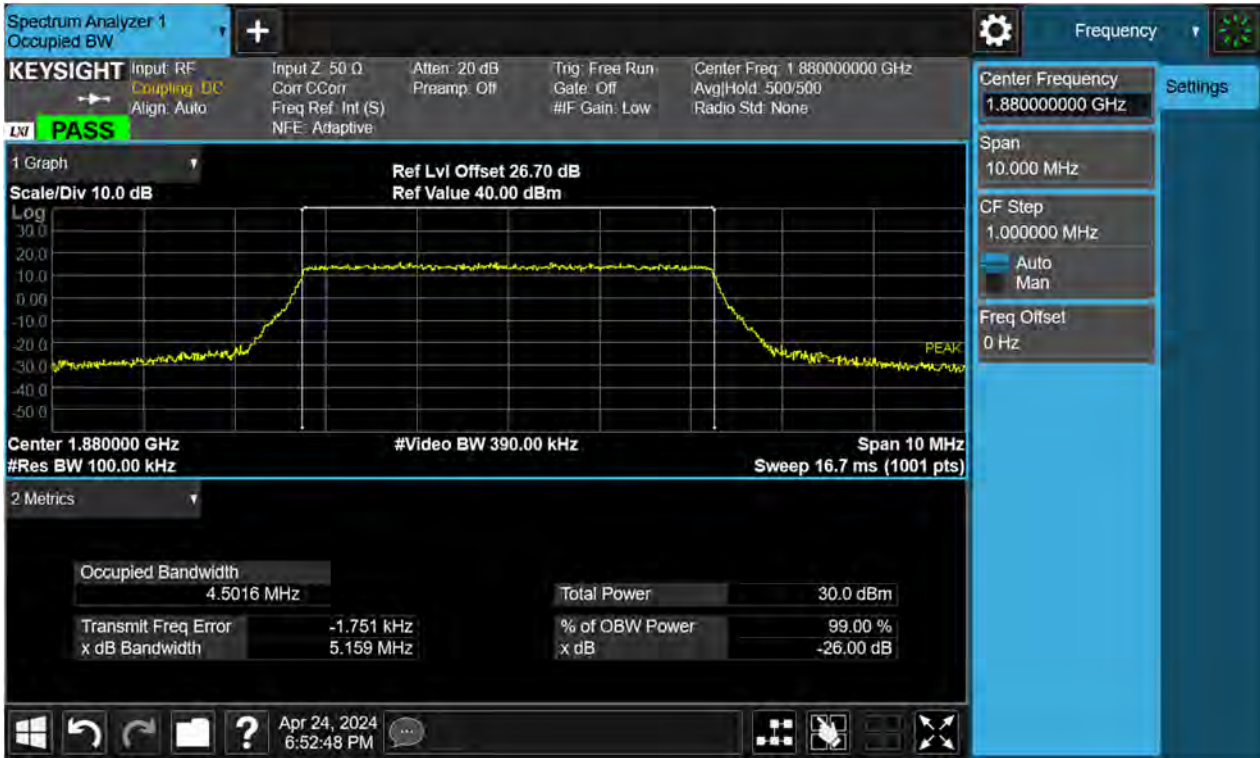 Spectrum Analyzer 1
Occupied BW
+
Frequency
KEYSIGHT
Input: RF
Coupling: DC
Align: Auto
Input Z: 50 Ω
Corr CCorr
Freq Ref: Int (S)
NFE: Adaptive
Atten: 20 dB
Preamp: Off
Trig: Free Run
Gate: Off
#IF Gain: Low
Center Freq: 1.880000000 GHz
Avg|Hold: 500/500
Radio Std: None
LXI
PASS
Center Frequency
1.880000000 GHz
Settings
Span
10.000 MHz
CF Step
1.000000 MHz
Auto
Man
Freq Offset
0 Hz
1 Graph
Scale/Div 10.0 dB
Ref Lvl Offset 26.70 dB
Ref Value 40.00 dBm
Log
30.0
20.0
10.0
0.00
-10.0
-20.0
-30.0
-40.0
-50.0
PEAK
Center 1.880000 GHz
#Video BW 390.00 kHz
Span 10 MHz
#Res BW 100.00 kHz
Sweep 16.7 ms (1001 pts)
2 Metrics
Occupied Bandwidth
4.5016 MHz
Total Power 30.0 dBm
Transmit Freq Error -1.751 kHz
% of OBW Power 99.00 %
x dB Bandwidth 5.159 MHz
x dB -26.00 dB
?
Apr 24, 2024
6:52:48 PM